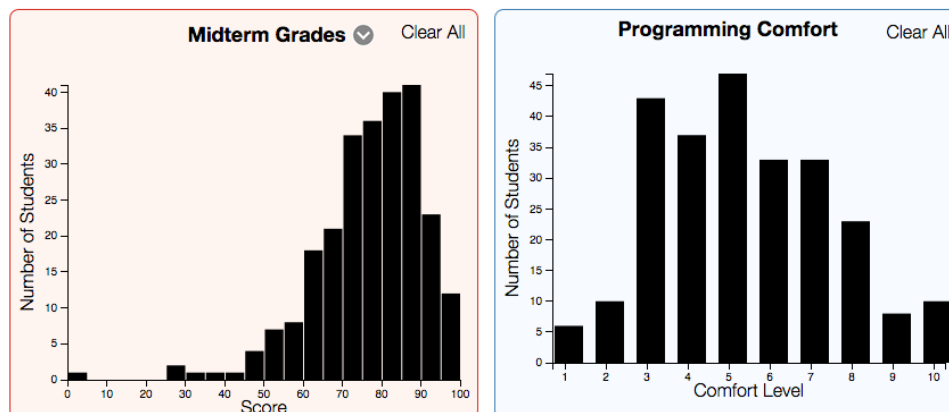 Midterm Grades
Clear All
Number of Students
40
35
30
25
20
15
10
5
0
0 10 20 30 40 50 60 70 80 90 100
Score
Programming Comfort
Clear All
Number of Students
45
40
35
30
25
20
15
10
5
0
1 2 3 4 5 6 7 8 9 10
Comfort Level